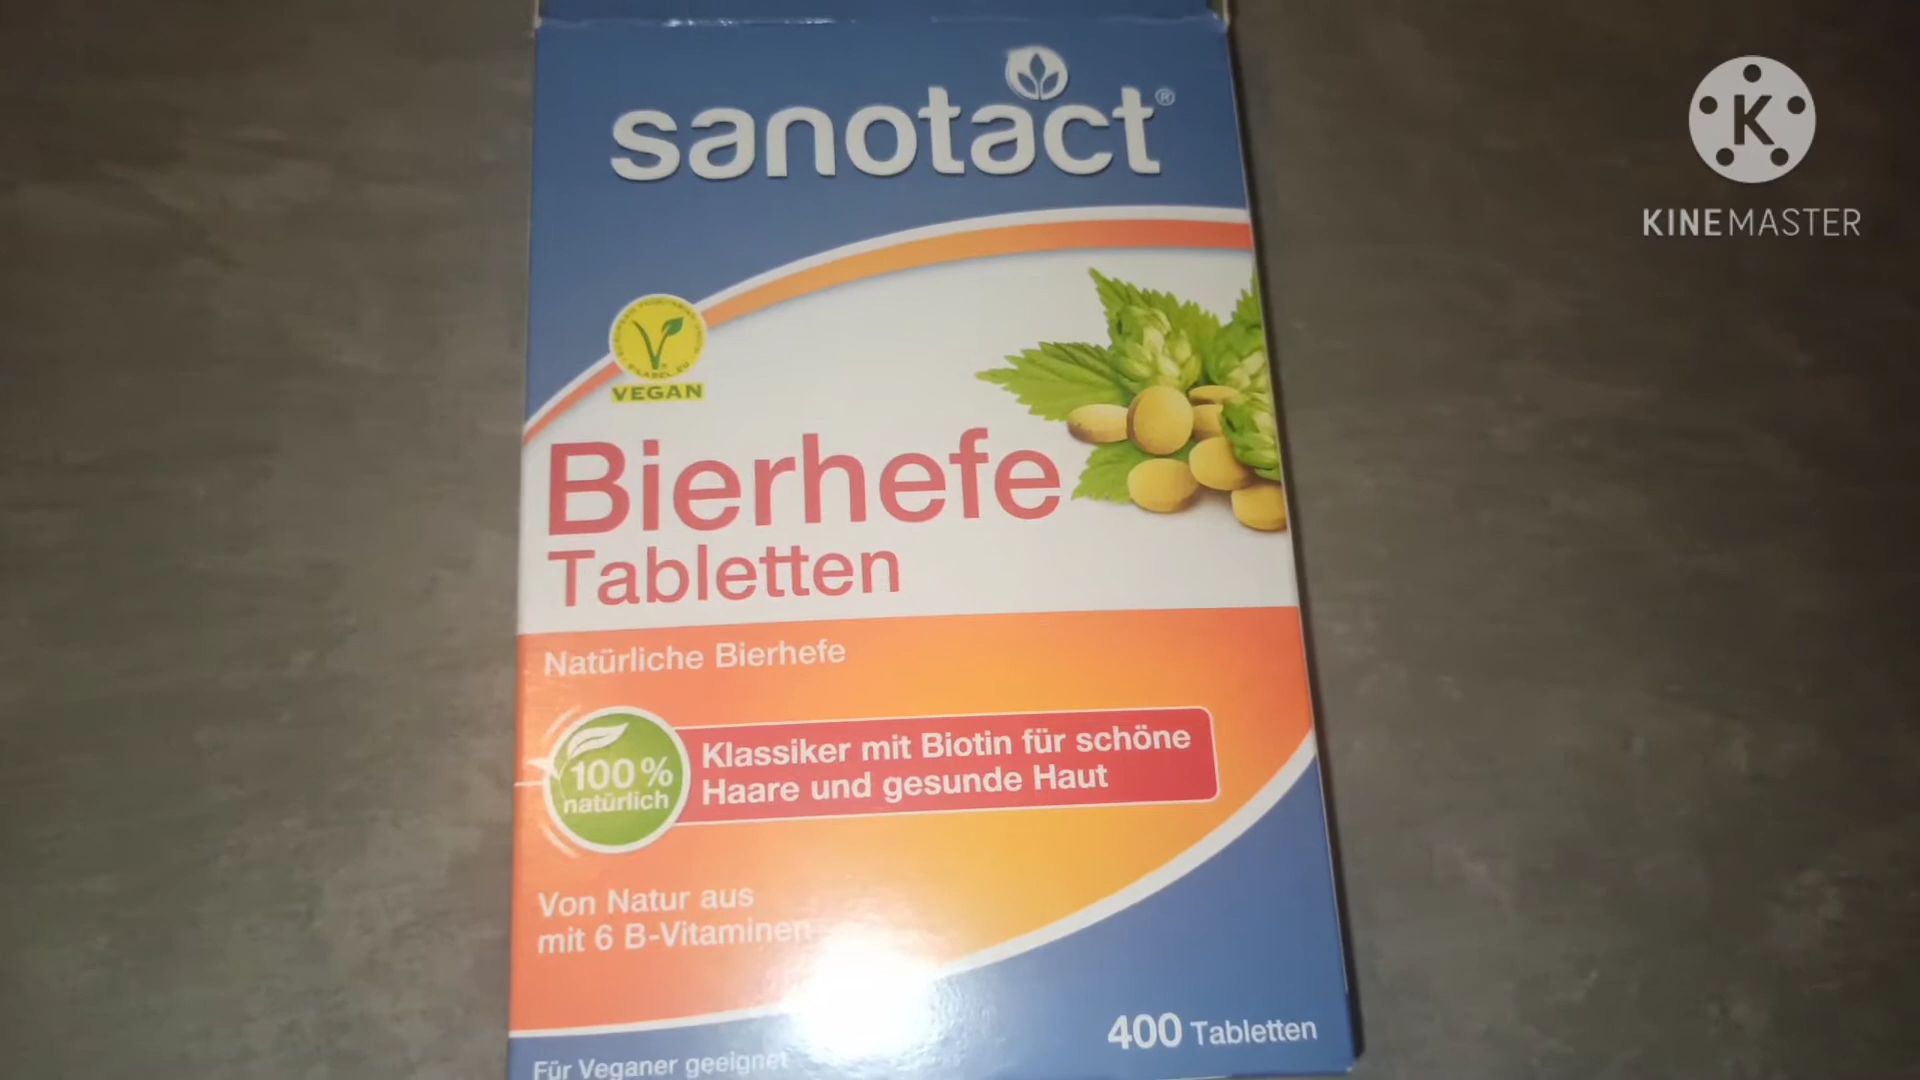 sanotact®
K
KINEMASTER
VEGAN
Bierhefe
Tabletten
Natürliche Bierhefe
100%
natürlich
Klassiker mit Biotin für schöne
Haare und gesunde Haut
Von Natur aus
mit 6 B-Vitaminen
400 Tabletten
Für Veganer geeignet